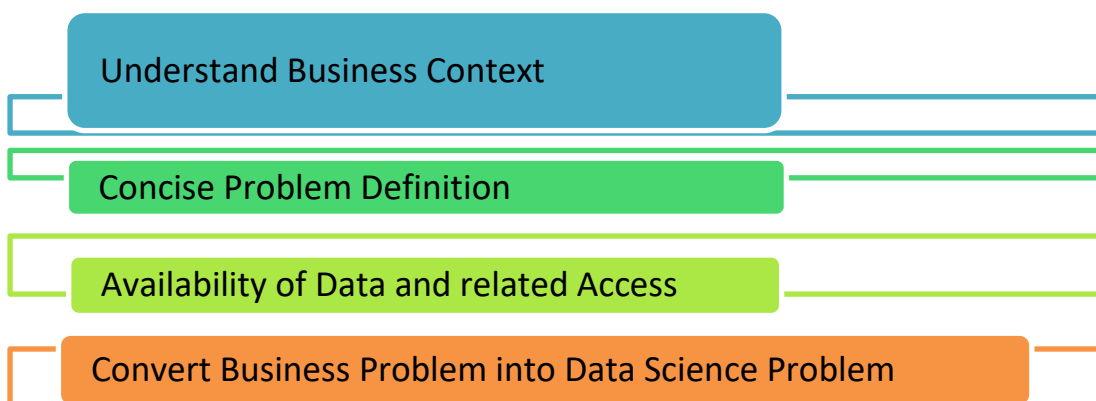 Understand Business Context
Concise Problem Definition
Availability of Data and related Access
Convert Business Problem into Data Science Problem